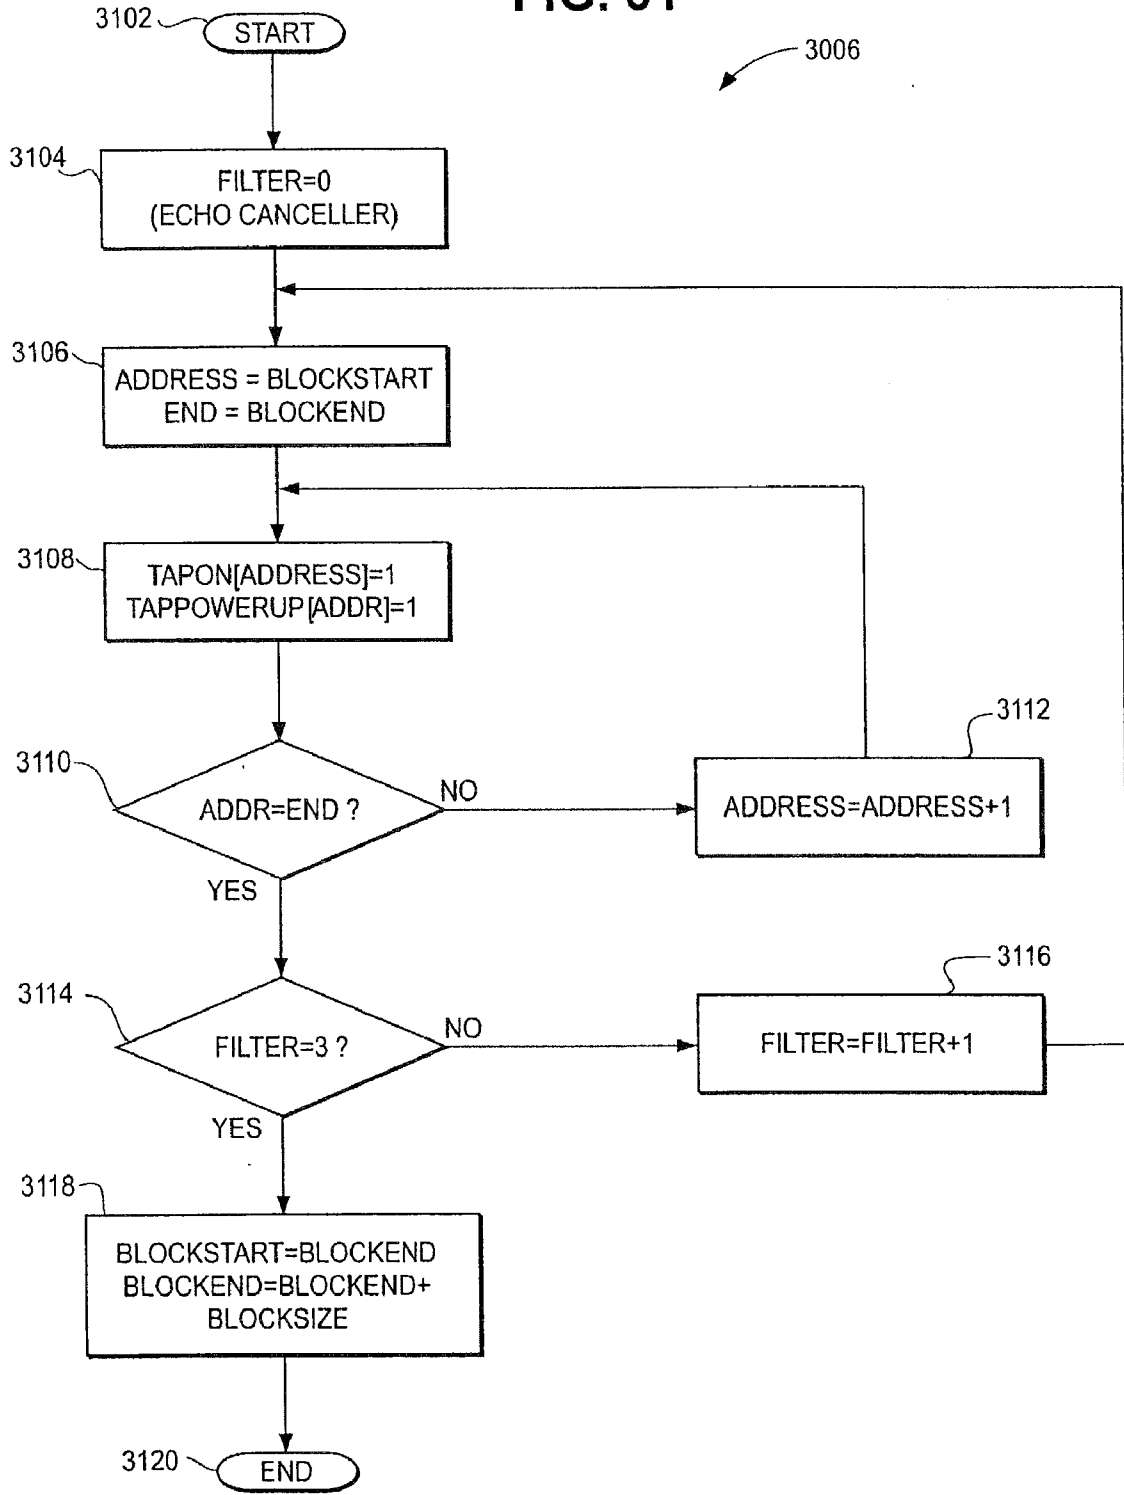 3102
START
3006
3104
FILTER=0
(ECHO CANCELLER)
3106
ADDRESS = BLOCKSTART
END = BLOCKEND
3108
TAPON[ADDRESS]=1
TAPPOWERUP[ADDR]=1
3110
ADDR=END ?
NO
3112
ADDRESS=ADDRESS+1
YES
3114
FILTER=3 ?
NO
3116
FILTER=FILTER+1
YES
3118
BLOCKSTART=BLOCKEND
BLOCKEND=BLOCKEND+
BLOCKSIZE
3120
END